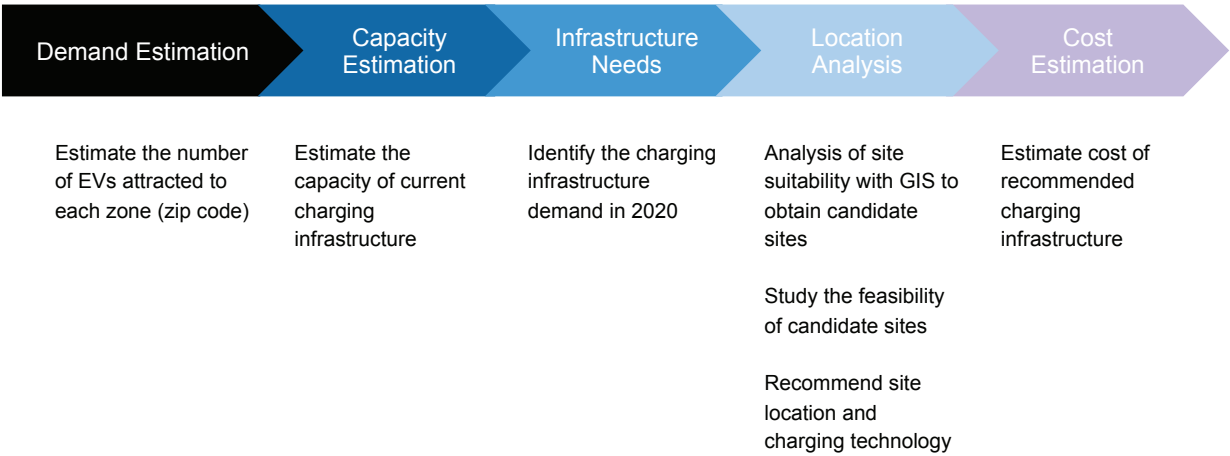 Demand Estimation
Capacity
Estimation
Infrastructure
Needs
Location
Analysis
Cost
Estimation
Estimate the number
of EVs attracted to
each zone (zip code)
Estimate the
capacity of current
charging
infrastructure
Identify the charging
infrastructure
demand in 2020
Analysis of site
suitability with GIS to
obtain candidate
sites
Study the feasibility
of candidate sites
Recommend site
location and
charging technology
Estimate cost of
recommended
charging
infrastructure